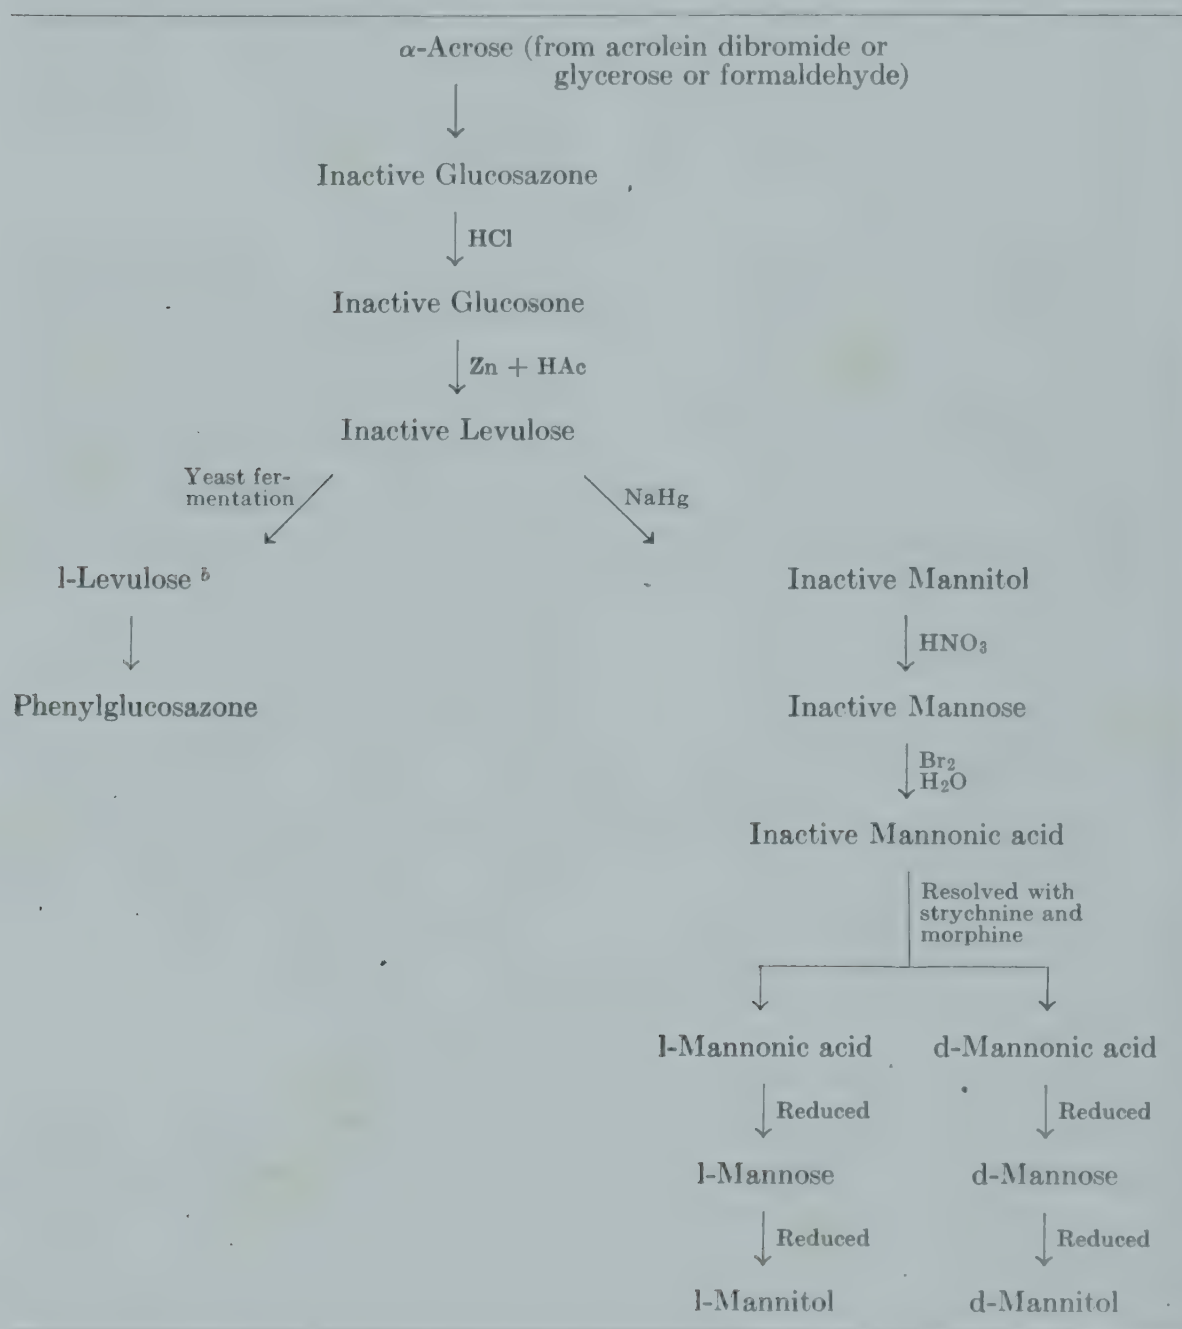 α-Acrose (from acrolein dibromide or
glycerose or formaldehyde)
Inactive Glucosazone
HCl
Inactive Glucosone
Zn + HAc
Inactive Levulose
Yeast fer-
mentation
NaHg
l-Levulose ᵇ
Inactive Mannitol
HNO₃
Phenylglucosazone
Inactive Mannose
Br₂
H₂O
Inactive Mannonic acid
Resolved with
strychnine and
morphine
l-Mannonic acid d-Mannonic acid
Reduced Reduced
l-Mannose d-Mannose
Reduced Reduced
l-Mannitol d-Mannitol